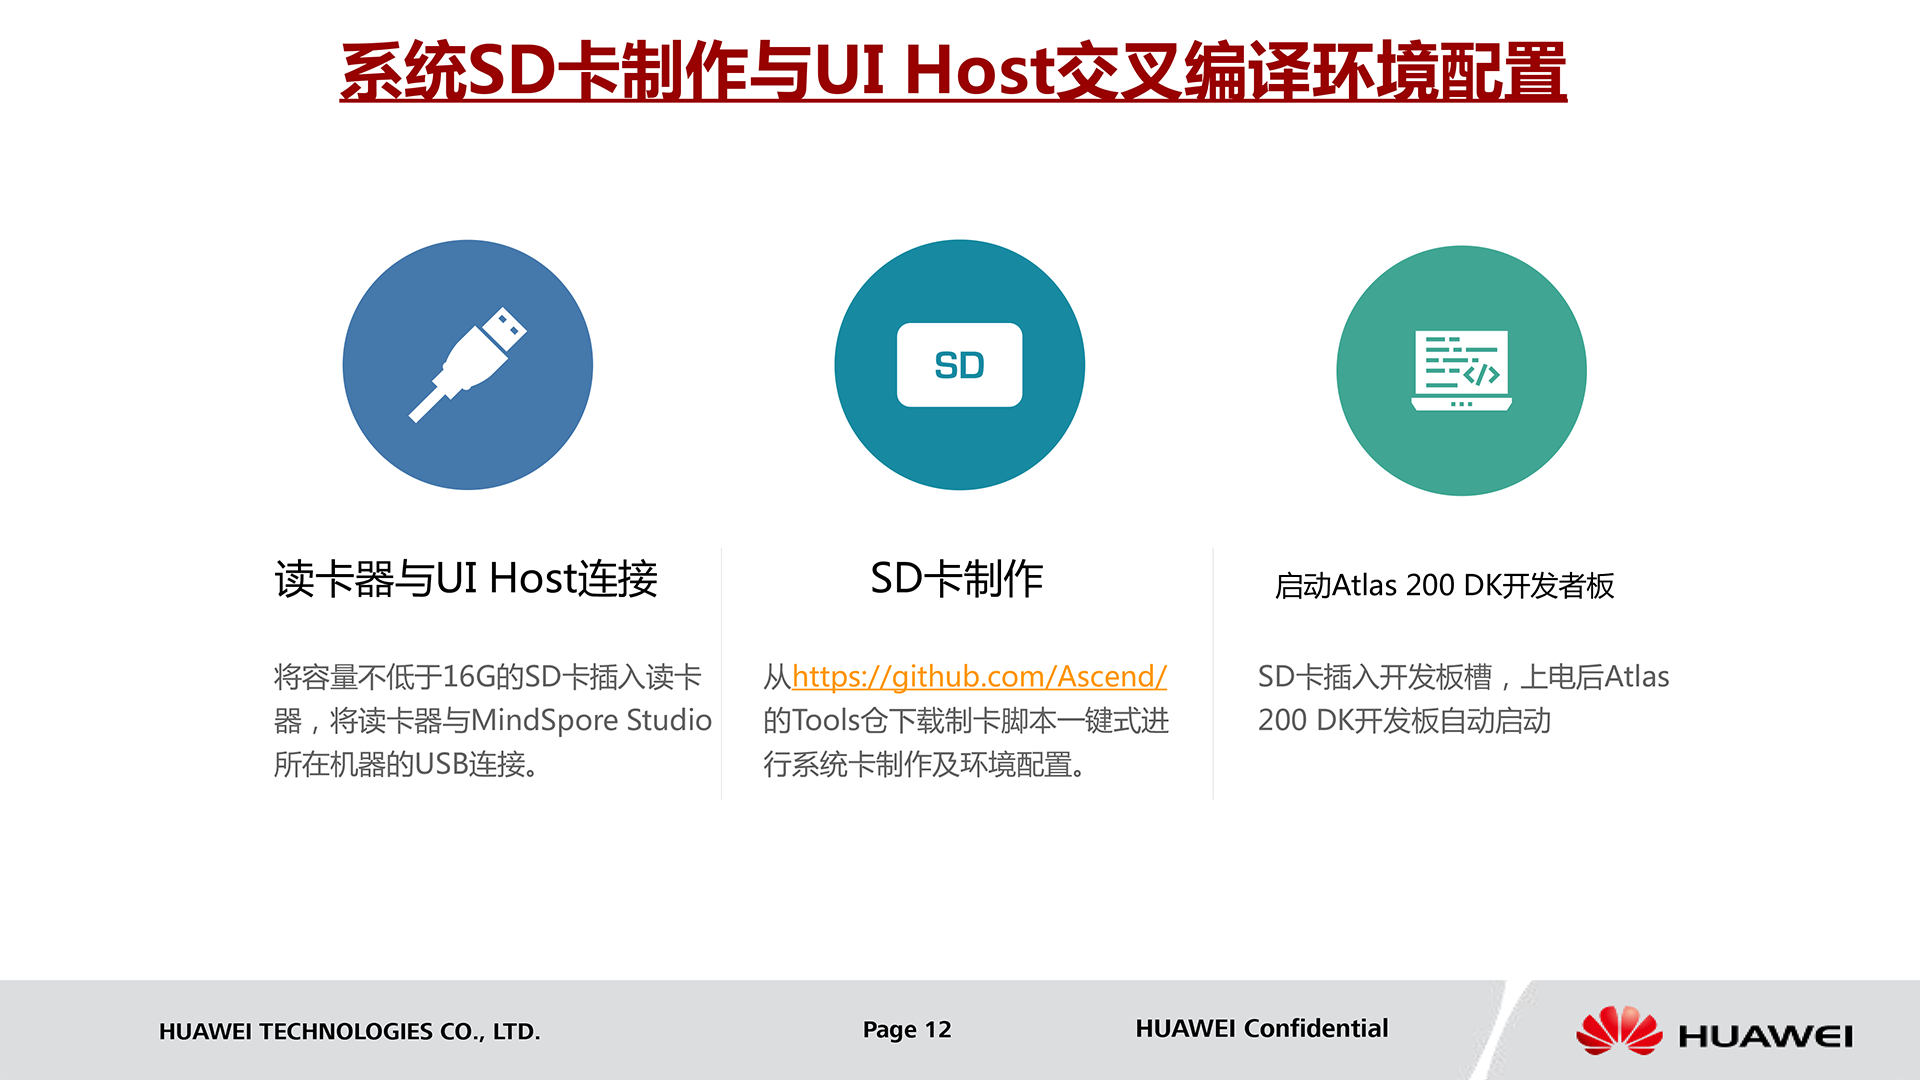 系统SD卡制作与UI Host交叉编译环境配置
SD
读卡器与UI Host连接
将容量不低于16G的SD卡插入读卡
器，将读卡器与MindSpore Studio
所在机器的USB连接。
SD卡制作
从https://github.com/Ascend/
的Tools仓下载制卡脚本一键式进
行系统卡制作及环境配置。
启动Atlas 200 DK开发者板
SD卡插入开发板槽，上电后Atlas
200 DK开发板自动启动
HUAWEI TECHNOLOGIES CO., LTD.
Page 12
HUAWEI Confidential
HUAWEI